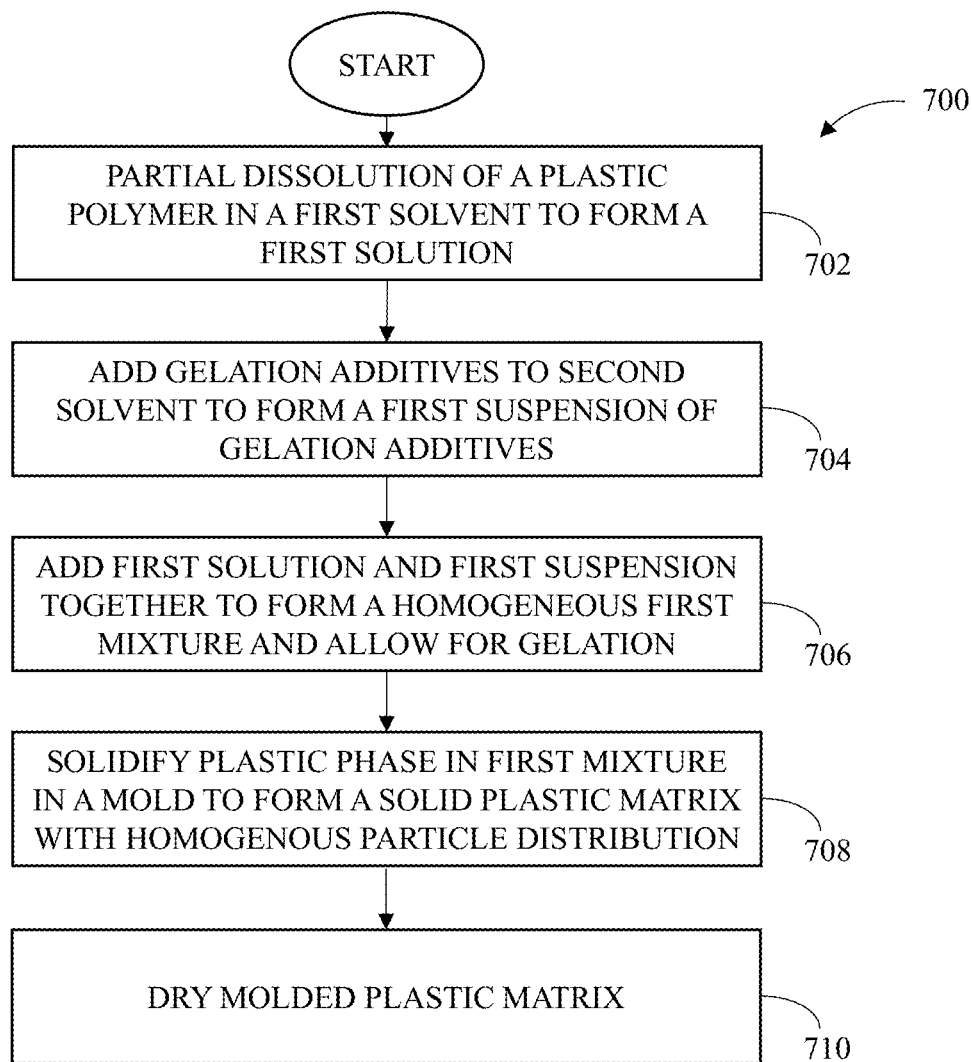 START
700
PARTIAL DISSOLUTION OF A PLASTIC
POLYMER IN A FIRST SOLVENT TO FORM A
FIRST SOLUTION
702
ADD GELATION ADDITIVES TO SECOND
SOLVENT TO FORM A FIRST SUSPENSION OF
GELATION ADDITIVES
704
ADD FIRST SOLUTION AND FIRST SUSPENSION
TOGETHER TO FORM A HOMOGENEOUS FIRST
MIXTURE AND ALLOW FOR GELATION
706
SOLIDIFY PLASTIC PHASE IN FIRST MIXTURE
IN A MOLD TO FORM A SOLID PLASTIC MATRIX
WITH HOMOGENOUS PARTICLE DISTRIBUTION
708
DRY MOLDED PLASTIC MATRIX
710